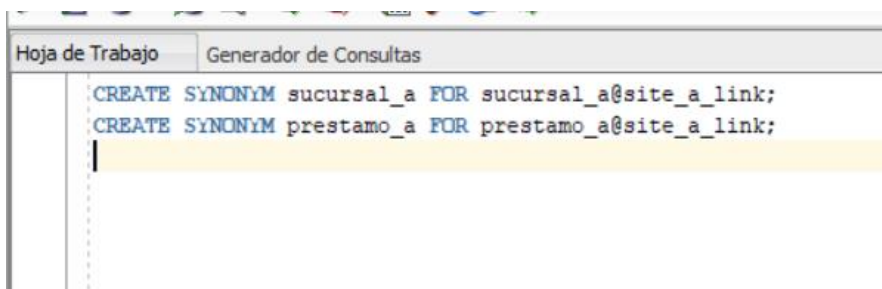 Hoja de Trabajo Generador de Consultas
CREATE SYNONYM sucursal_a FOR sucursal_a@site_a_link;
CREATE SYNONYM prestamo_a FOR prestamo_a@site_a_link;